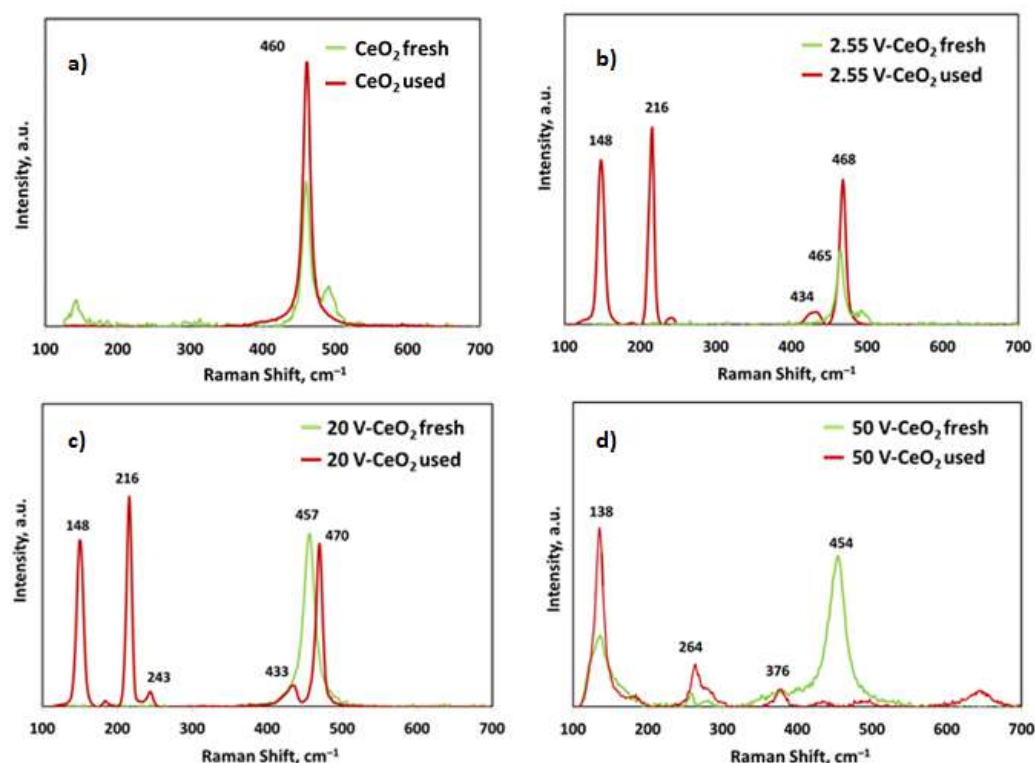 a)
460
CeO₂ fresh
CeO₂ used
Intensity, a.u.
100 200 300 400 500 600 700
Raman Shift, cm⁻¹
b)
2.55 V-CeO₂ fresh
2.55 V-CeO₂ used
148
216
468
465
434
Intensity, a.u.
100 200 300 400 500 600 700
Raman Shift, cm⁻¹
c)
20 V-CeO₂ fresh
20 V-CeO₂ used
216
148
457
470
433
243
Intensity, a.u.
100 200 300 400 500 600 700
Raman Shift, cm⁻¹
d)
50 V-CeO₂ fresh
50 V-CeO₂ used
138
454
264
376
Intensity, a.u.
100 200 300 400 500 600 700
Raman Shift, cm⁻¹